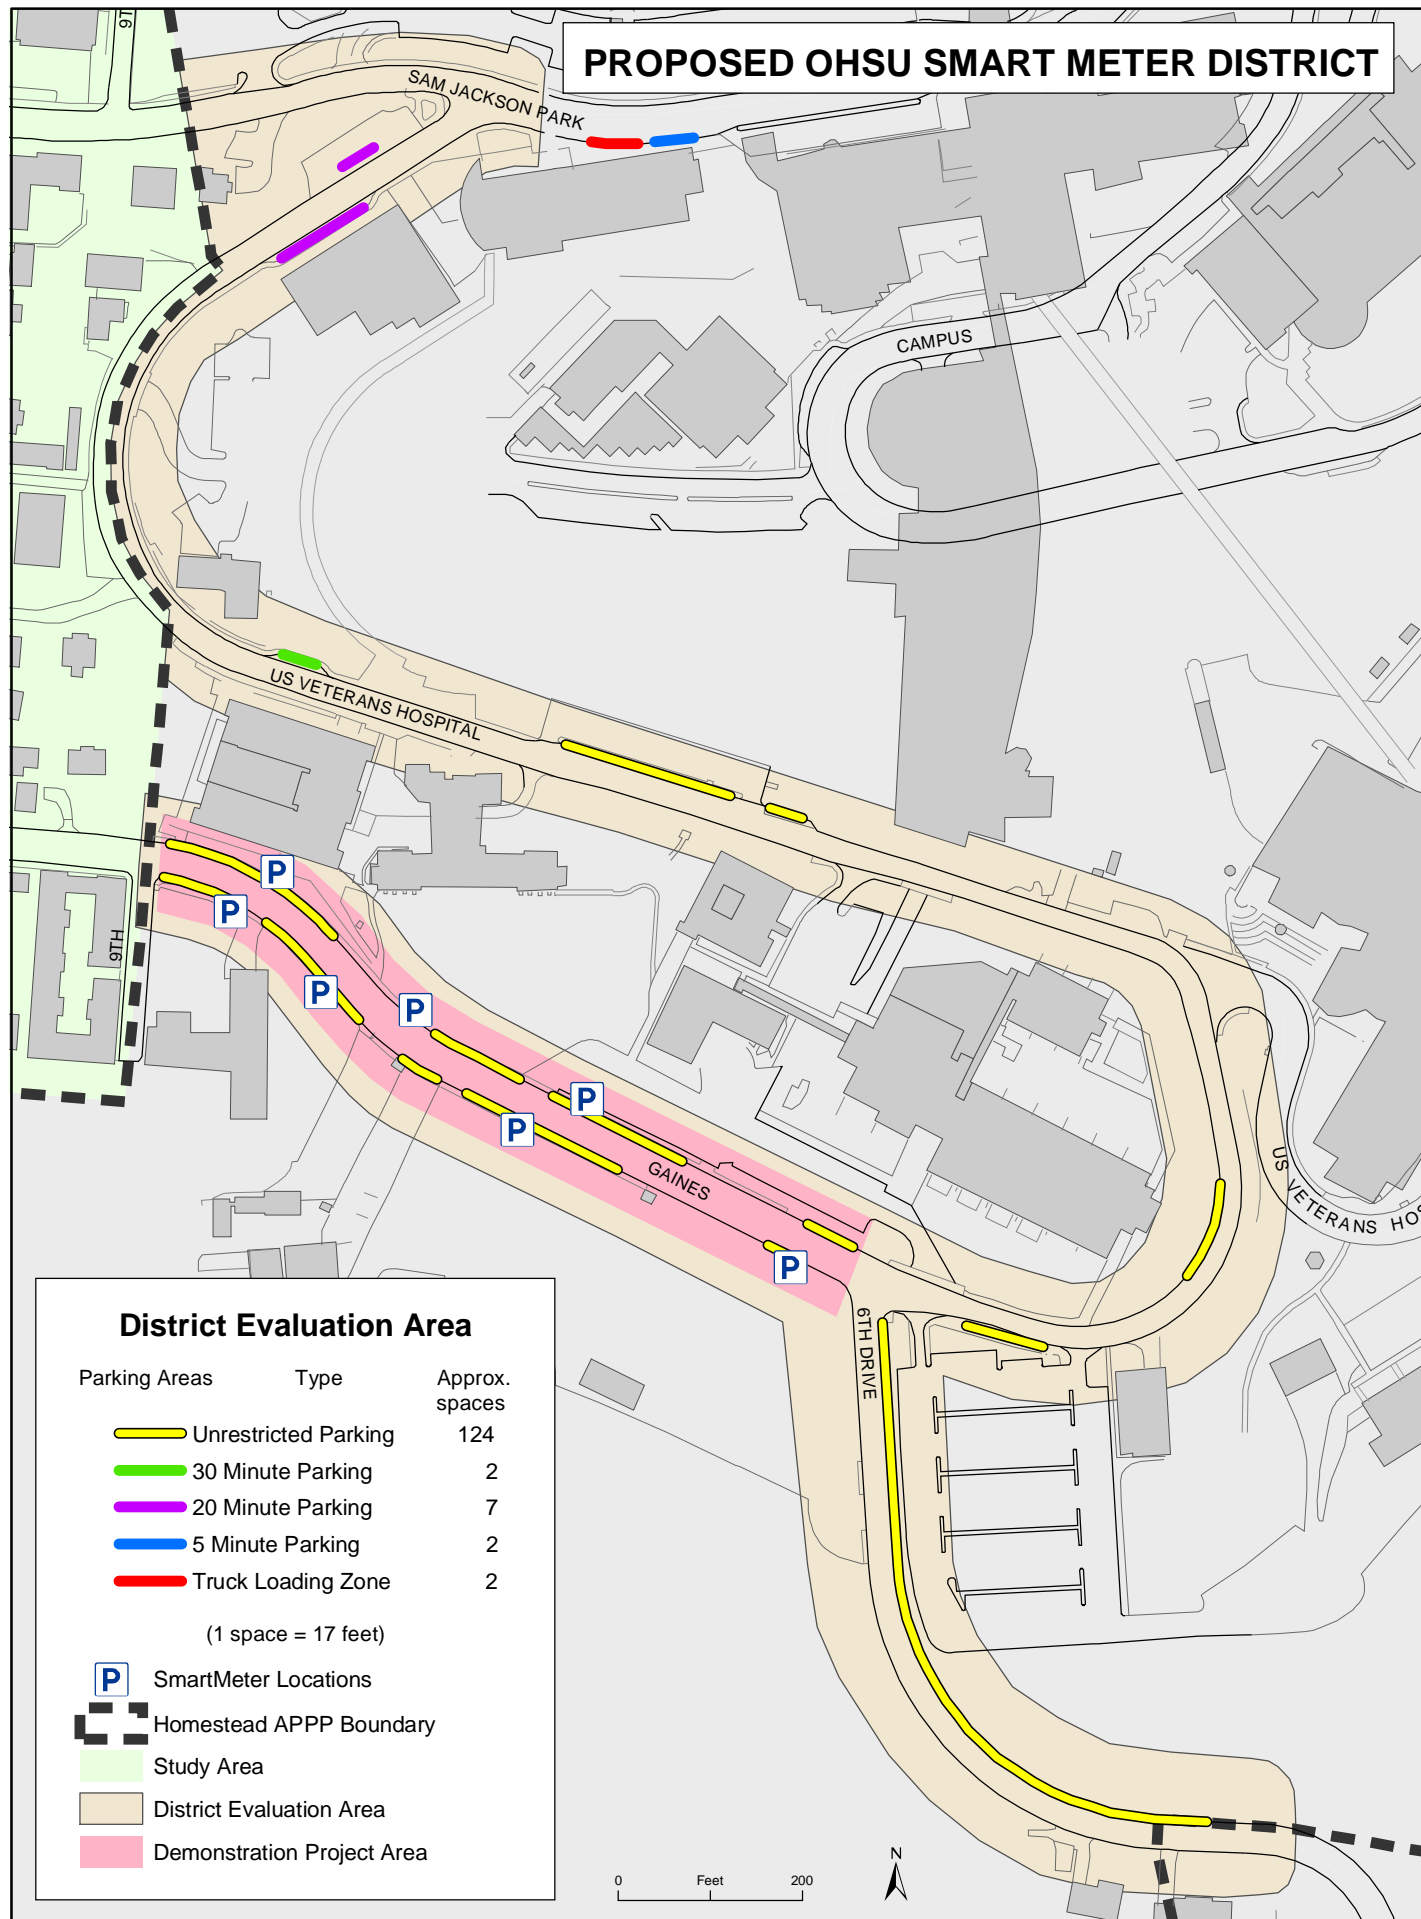 9T
PROPOSED OHSU SMART METER DISTRICT
SAM JACKSON PARK
CAMPUS
US VETERANS HOSPITAL
P
P
9TH
P
P
P
P
GAINES
US VETERANS HOS
P
6TH DRIVE
District Evaluation Area
Parking Areas Type Approx. spaces
Unrestricted Parking 124
30 Minute Parking 2
20 Minute Parking 7
5 Minute Parking 2
Truck Loading Zone 2
(1 space = 17 feet)
P SmartMeter Locations
Homestead APPP Boundary
Study Area
District Evaluation Area
Demonstration Project Area
0 Feet 200
N